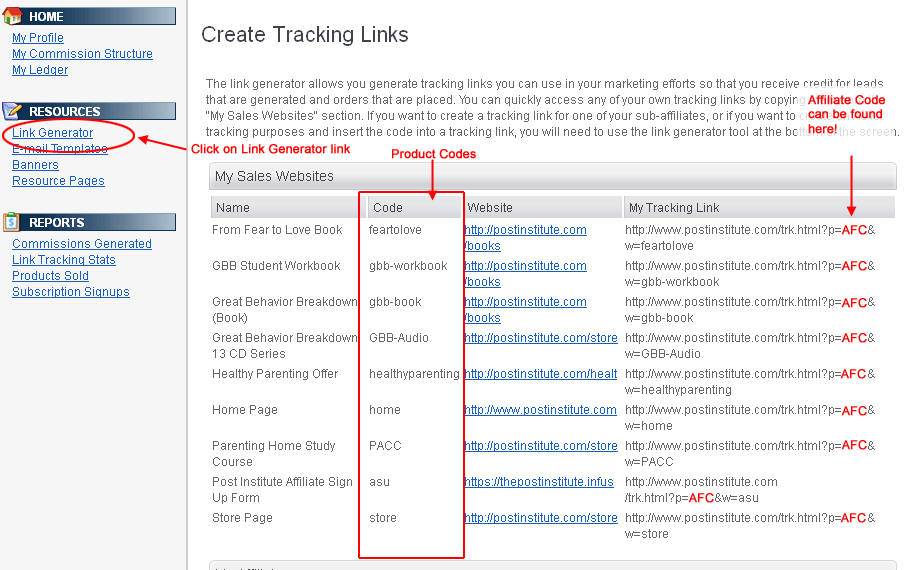 HOME
My Profile
My Commission Structure
My Ledger
RESOURCES
Link Generator
E-mail Templates
Banners
Resource Pages
REPORTS
Commissions Generated
Link Tracking Stats
Products Sold
Subscription Signups
Click on Link Generator link
Create Tracking Links
The link generator allows you generate tracking links you can use in your marketing efforts so that you receive credit for leads
that are generated and orders that are placed. You can quickly access any of your own tracking links by copying
"My Sales Websites" section. If you want to create a tracking link for one of your sub-affiliates, or if you want to
tracking purposes and insert the code into a tracking link, you will need to use the link generator tool at the bottom of the screen.
Affiliate Code
can be found
here!
Product Codes
My Sales Websites
Name Code Website My Tracking Link
From Fear to Love Book feartolove http://postinstitute.com http://www.postinstitute.com/trk.html?p=AFC&
/books w=feartolove
GBB Student Workbook gbb-workbook http://postinstitute.com http://www.postinstitute.com/trk.html?p=AFC&
/books w=gbb-workbook
Great Behavior Breakdown gbb-book http://postinstitute.com http://www.postinstitute.com/trk.html?p=AFC&
(Book) /books w=gbb-book
Great Behavior Breakdown GBB-Audio http://postinstitute.com/store http://www.postinstitute.com/trk.html?p=AFC&
13 CD Series w=GBB-Audio
Healthy Parenting Offer healthyparenting http://postinstitute.com/healt http://www.postinstitute.com/trk.html?p=AFC&
w=healthyparenting
Home Page home http://www.postinstitute.com http://www.postinstitute.com/trk.html?p=AFC&
w=home
Parenting Home Study PACC http://postinstitute.com/store http://www.postinstitute.com/trk.html?p=AFC&
Course w=PACC
Post Institute Affiliate Sign asu https://thepostinstitute.infus http://www.postinstitute.com
Up Form /trk.html?p=AFC&w=asu
Store Page store http://postinstitute.com/store http://www.postinstitute.com/trk.html?p=AFC&
w=store